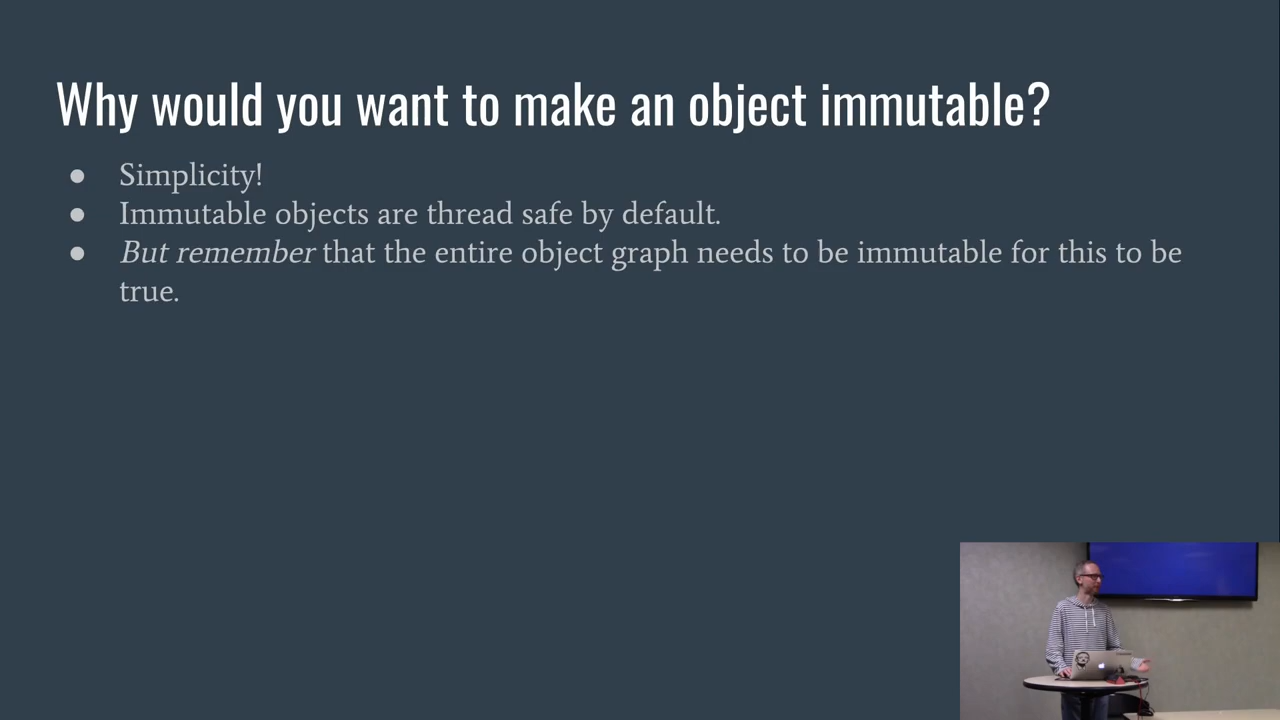 Why would you want to make an object immutable?
● Simplicity!
● Immutable objects are thread safe by default.
● But remember that the entire object graph needs to be immutable for this to be
true.